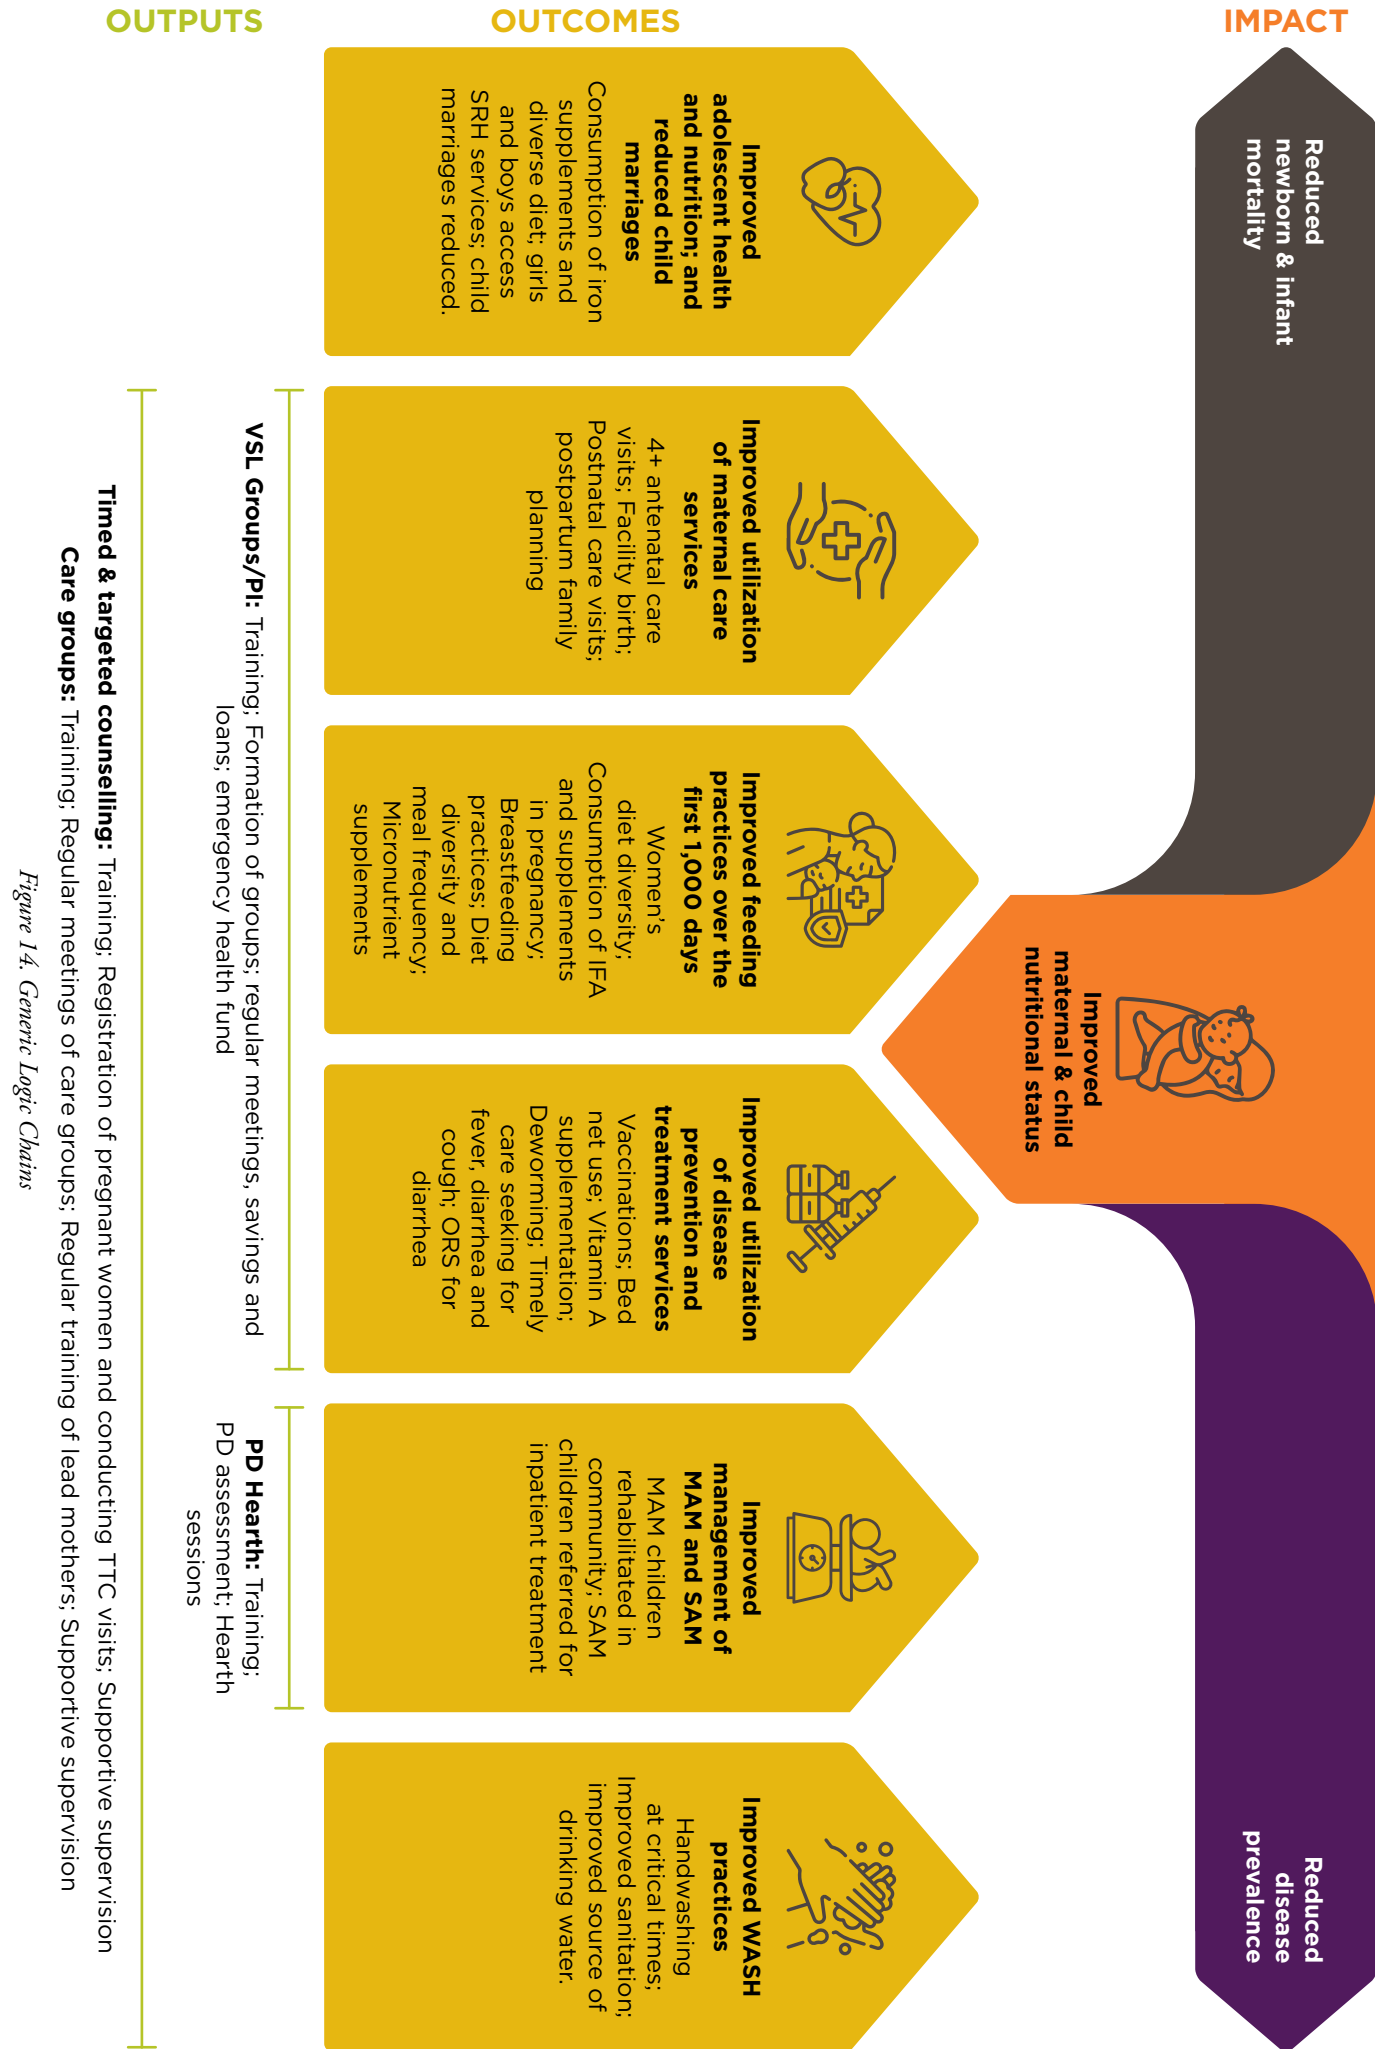 IMPACT
Reduced
newborn & infant
mortality
Improved
maternal & child
nutritional status
Reduced
disease
prevalence
OUTCOMES
Improved
adolescent health
and nutrition; and
reduced child
marriages
Consumption of iron
supplements and
diverse diet; girls
and boys access
SRH services; child
marriages reduced.
Improved utilization
of maternal care
services
4+ antenatal care
visits; Facility birth;
Postnatal care visits;
postpartum family
planning
Improved feeding
practices over the
first 1,000 days
Women's
diet diversity;
Consumption of IFA
and supplements
in pregnancy;
Breastfeeding
practices; Diet
diversity and
meal frequency;
Micronutrient
supplements
Improved utilization
of disease
prevention and
treatment services
Vaccinations; Bed
net use; Vitamin A
supplementation;
Deworming; Timely
care seeking for
fever, diarrhea and
cough; ORS for
diarrhea
Improved
management of
MAM and SAM
MAM children
rehabilitated in
community; SAM
children referred for
inpatient treatment
Improved WASH
practices
Handwashing
at critical times;
Improved sanitation;
improved source of
drinking water.
OUTPUTS
VSL Groups/PI: Training; Formation of groups; regular meetings, savings and
loans; emergency health fund
PD Hearth: Training;
PD assessment; Hearth
sessions
Timed & targeted counselling: Training; Registration of pregnant women and conducting TTC visits; Supportive supervision
Care groups: Training; Regular meetings of care groups; Regular training of lead mothers; Supportive supervision
Figure 14. Generic Logic Chains